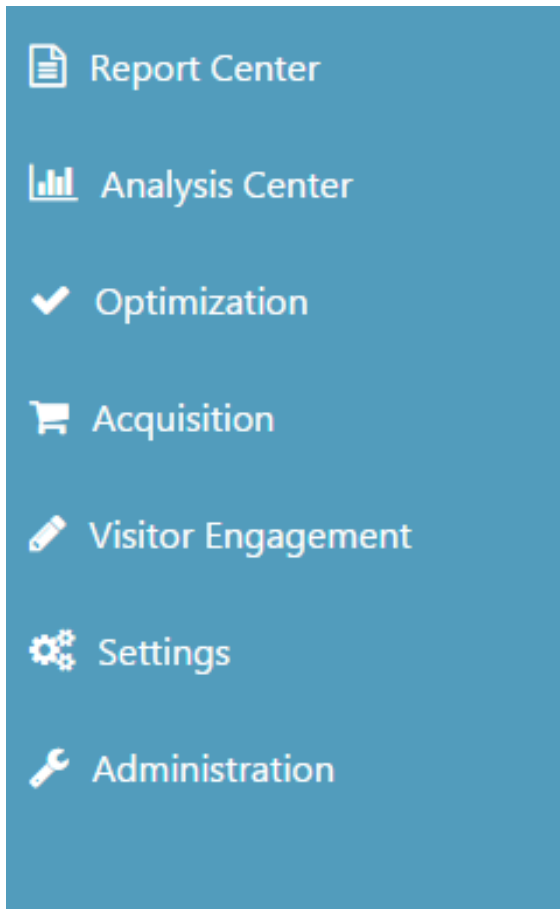 Report Center
Analysis Center
Optimization
Acquisition
Visitor Engagement
Settings
Administration